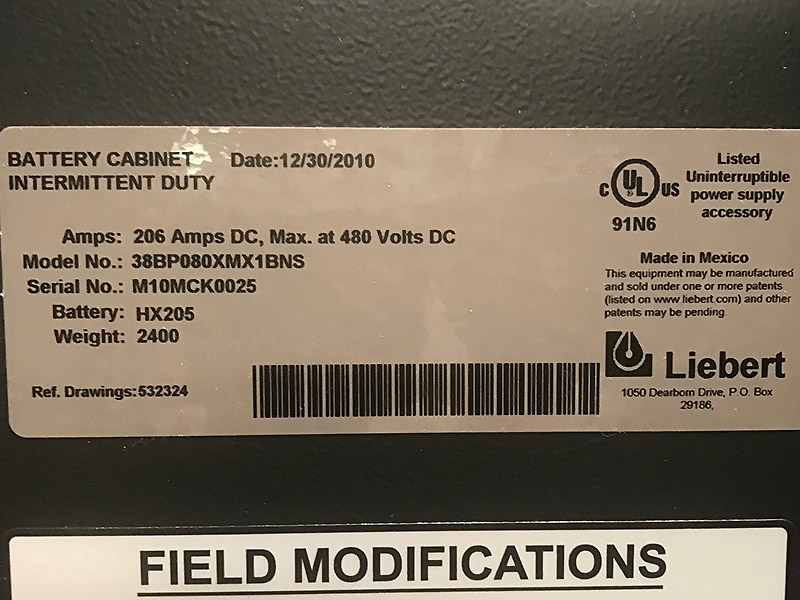 BATTERY CABINET Date:12/30/2010
INTERMITTENT DUTY
Amps: 206 Amps DC, Max. at 480 Volts DC
Model No.: 38BP080XMX1BNS
Serial No.: M10MCK0025
Battery: HX205
Weight: 2400
Ref. Drawings:532324
C UL US
91N6
Listed
Uninterruptible
power supply
accessory
Made in Mexico
This equipment may be manufactured
and sold under one or more patents
(listed on www.liebert.com) and other
patents may be pending.
Liebert
1050 Dearborn Drive, P.O. Box
29186,
FIELD MODIFICATIONS